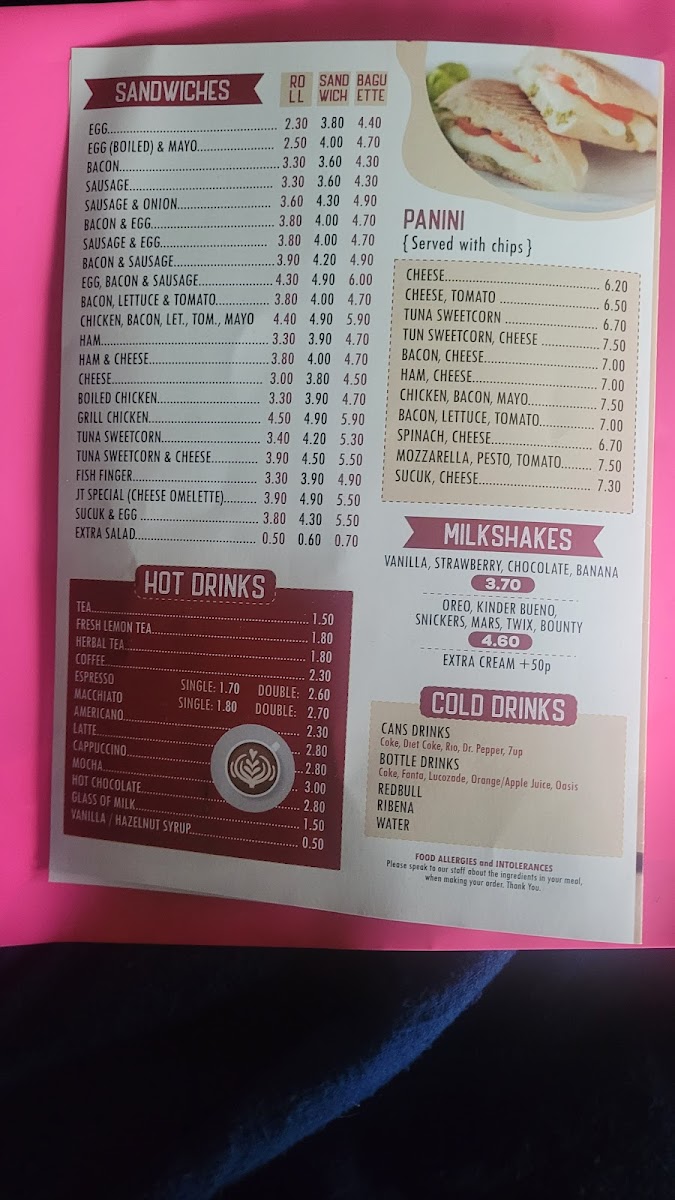 SANDWICHES RO LL SAND WICH BAGU ETTE
EGG 2.30 3.80 4.40
EGG (BOILED) & MAYO 2.50 4.00 4.70
BACON 3.30 3.60 4.30
SAUSAGE 3.30 3.60 4.30
SAUSAGE & ONION 3.60 4.30 4.90
BACON & EGG 3.80 4.00 4.70
SAUSAGE & EGG 3.80 4.00 4.70
BACON & SAUSAGE 3.90 4.20 4.90
EGG, BACON & SAUSAGE 4.30 4.90 6.00
BACON, LETTUCE & TOMATO 3.80 4.00 4.70
CHICKEN, BACON, LET., TOM., MAYO 4.40 4.90 5.90
HAM 3.30 3.90 4.70
HAM & CHEESE 3.80 4.00 4.70
CHEESE 3.00 3.80 4.50
BOILED CHICKEN 3.30 3.90 4.70
GRILL CHICKEN 4.50 4.90 5.90
TUNA SWEETCORN 3.40 4.20 5.30
TUNA SWEETCORN & CHEESE 3.90 4.50 5.50
FISH FINGER 3.30 3.90 4.90
JT SPECIAL (CHEESE OMELETTE) 3.90 4.90 5.50
SUCUK & EGG 3.80 4.30 5.50
EXTRA SALAD 0.50 0.60 0.70
HOT DRINKS
TEA 1.50
FRESH LEMON TEA 1.80
HERBAL TEA 1.80
COFFEE 2.30
ESPRESSO SINGLE: 1.70 DOUBLE: 2.60
MACCHIATO SINGLE: 1.80 DOUBLE: 2.70
AMERICANO 2.30
LATTE 2.80
CAPPUCCINO 2.80
MOCHA 3.00
HOT CHOCOLATE 2.80
GLASS OF MILK 1.50
VANILLA / HAZELNUT SYRUP 0.50
PANINI
{Served with chips}
CHEESE 6.20
CHEESE, TOMATO 6.50
TUNA SWEETCORN 6.70
TUN SWEETCORN, CHEESE 7.50
BACON, CHEESE 7.00
HAM, CHEESE 7.00
CHICKEN, BACON, MAYO 7.50
BACON, LETTUCE, TOMATO 7.00
SPINACH, CHEESE 6.70
MOZZARELLA, PESTO, TOMATO 7.50
SUCUK, CHEESE 7.30
MILKSHAKES
VANILLA, STRAWBERRY, CHOCOLATE, BANANA
3.70
OREO, KINDER BUENO,
SNICKERS, MARS, TWIX, BOUNTY
4.60
EXTRA CREAM +50p
COLD DRINKS
CANS DRINKS
Coke, Diet Coke, Rio, Dr. Pepper, 7up
BOTTLE DRINKS
Coke, Fanta, Lucozade, Orange/Apple Juice, Oasis
REDBULL
RIBENA
WATER
FOOD ALLERGIES and INTOLERANCES
Please speak to our staff about the ingredients in your meal,
when making your order. Thank You.